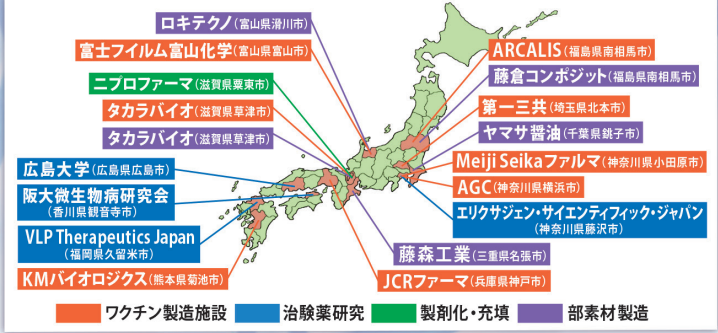 ロキテクノ(富山県滑川市)
富士フイルム富山化学(富山県富山市)
ニプロファーマ(滋賀県栗東市)
タカラバイオ(滋賀県草津市)
タカラバイオ(滋賀県草津市)
広島大学(広島県広島市)
阪大微生物病研究会
(香川県観音寺市)
VLP Therapeutics Japan
(福岡県久留米市)
KMバイオロジクス(熊本県菊池市)
ARCALIS(福島県南相馬市)
藤倉コンポジット(福島県南相馬市)
第一三共(埼玉県北本市)
ヤマサ醤油(千葉県銚子市)
Meiji Seikaファルマ(神奈川県小田原市)
AGC(神奈川県横浜市)
エリクサジェン・サイエンティフィック・ジャパン
(神奈川県藤沢市)
藤森工業(三重県名張市)
JCRファーマ(兵庫県神戸市)
ワクチン製造施設 治験薬研究 製剤化・充填 部素材製造